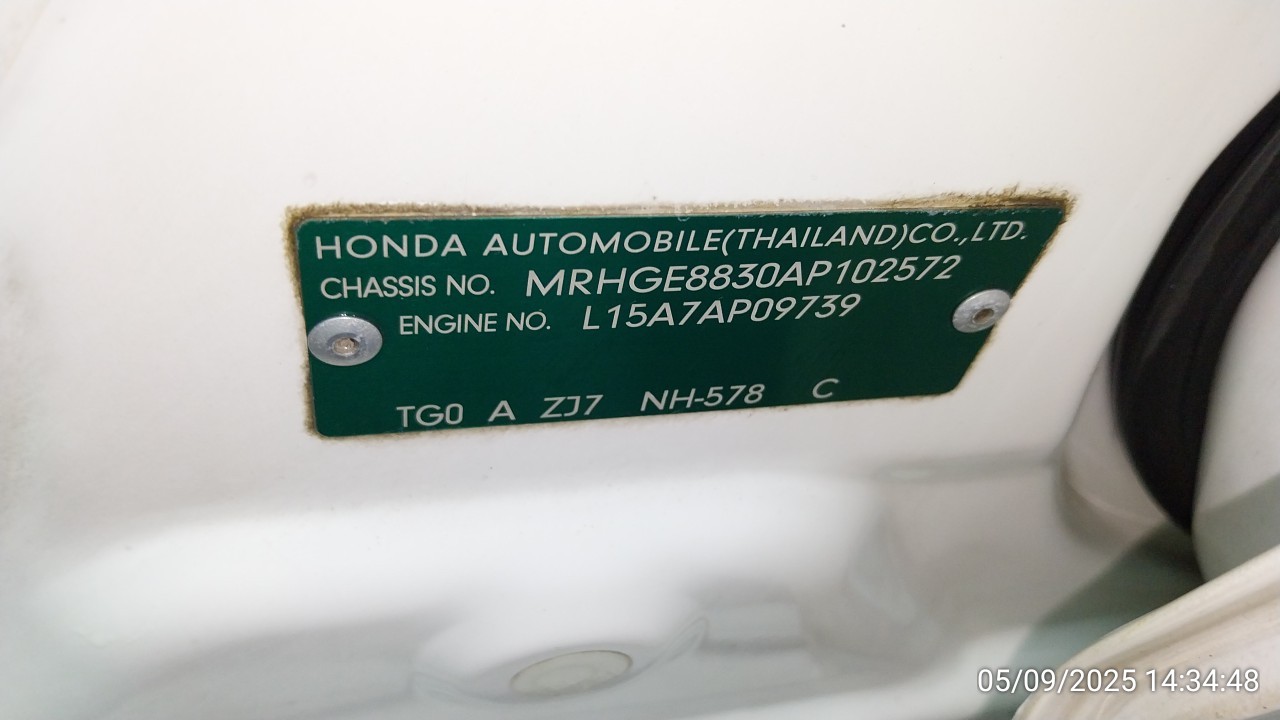 HONDA AUTOMOBILE(THAILAND)CO.,LTD.
CHASSIS NO. MRHGE8830AP102572
ENGINE NO. L15A7AP09739
TG0 A ZJ7 NH-578 C
05/09/2025 14:34:48